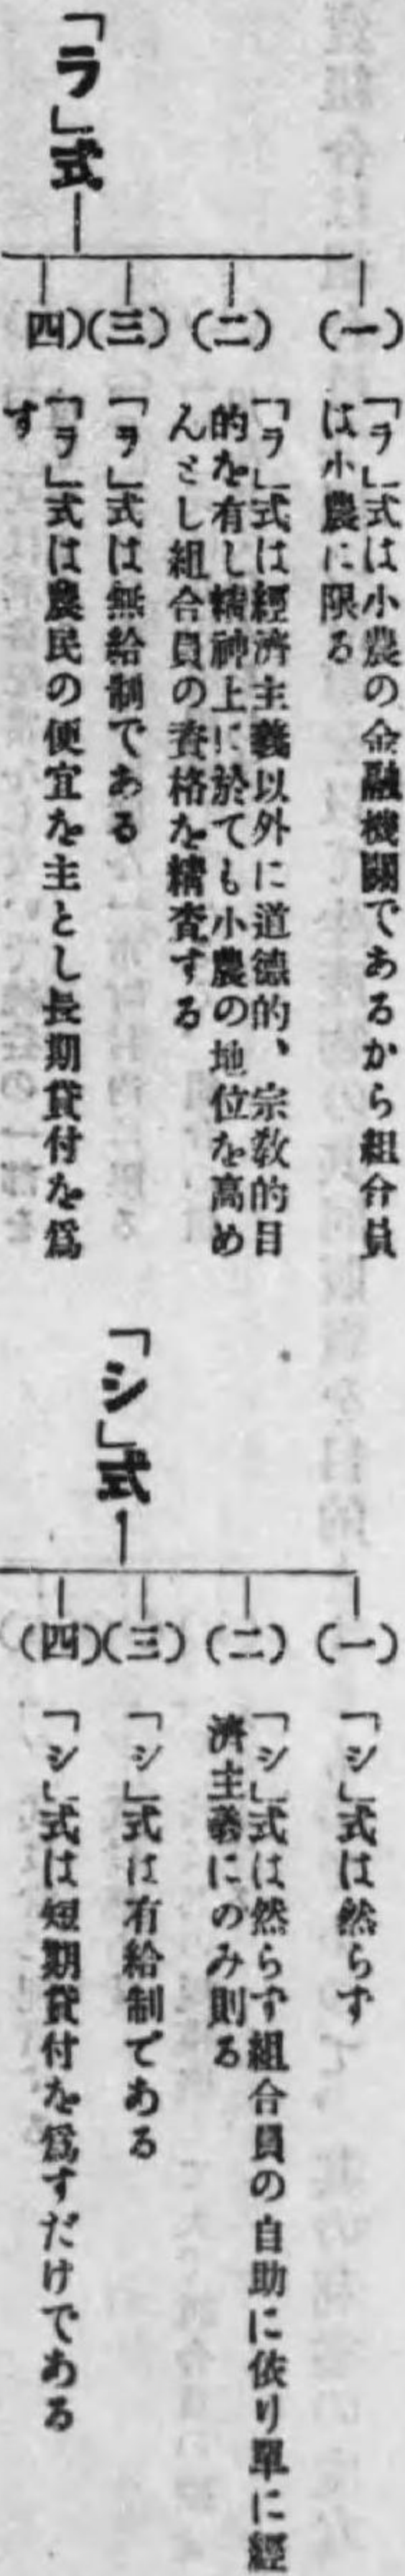 「ラ」式
(一)
「ラ」式は小農の金融機關であるから組合員
は小農に限る
(二)
「ラ」式は經濟主義以外に道德的、宗敎的目
的を有し精神上に於ても小農の地位を高め
んとし組合員の資格を精査する
(三)
「ラ」式は無給制である
(四)
「ラ」式は農民の便宜を主とし長期貸付を爲
す
「シ」式
(一)
「シ」式は然らず
(二)
「シ」式は然らず組合員の自助に依り單に經
濟主義にのみ則る
(三)
「シ」式は有給制である
(四)
「シ」式は短期貸付を爲すだけである